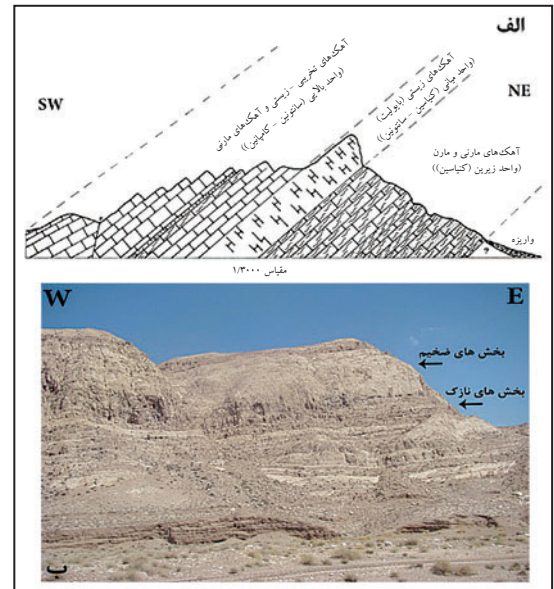 الف
SW
NE
آهک‌های تخریبی – زیستی و آهک‌های مارنی
(واحد بالایی (سانتونین – کامپانین))
آهک‌های زیستی (بایولیت)
(واحد میانی (کنیاسین – سانتونین))
آهک‌های مارنی و مارن
(واحد زیرین (کنیاسین))
واریزه
؟
مقیاس ۱/۳۰۰۰
W
E
بخش های ضخیم
بخش های نازک
ب